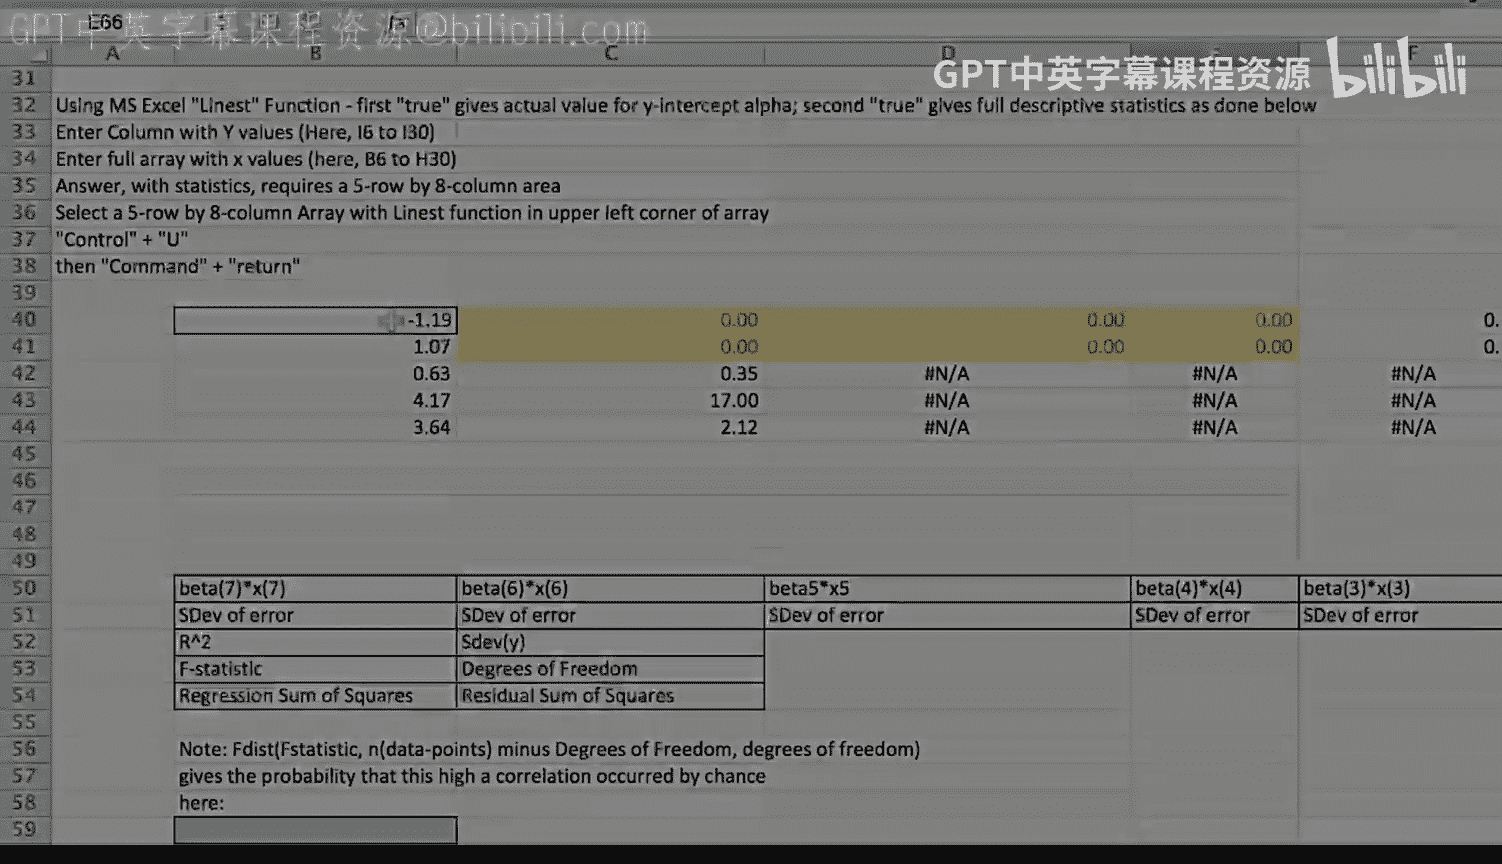 E66
fx
GPT中英字幕课程资源@bilibili.com
GPT中英字幕课程资源 bilibili
A B C D F
31
32 Using MS Excel "Linest" Function - first "true" gives actual value for y-intercept alpha; second "true" gives full descriptive statistics as done below
33 Enter Column with Y values (Here, I6 to I30)
34 Enter full array with x values (here, B6 to H30)
35 Answer, with statistics, requires a 5-row by 8-column area
36 Select a 5-row by 8-column Array with Linest function in upper left corner of array
37 "Control" + "U"
38 then "Command" + "return"
39
40 -1.19 0.00 0.00 0.00 0.
41 1.07 0.00 0.00 0.00 0.
42 0.63 0.35 #N/A #N/A #N/A
43 4.17 17.00 #N/A #N/A #N/A
44 3.64 2.12 #N/A #N/A #N/A
45
46
47
48
49
50 beta(7)*x(7) beta(6)*x(6) beta5*x5 beta(4)*x(4) beta(3)*x(3)
51 SDev of error SDev of error SDev of error SDev of error SDev of error
52 R^2 Sdev(y)
53 F-statistic Degrees of Freedom
54 Regression Sum of Squares Residual Sum of Squares
55
56 Note: Fdist(Fstatistic, n(data-points) minus Degrees of Freedom, degrees of freedom)
57 gives the probability that this high a correlation occurred by chance
58 here:
59